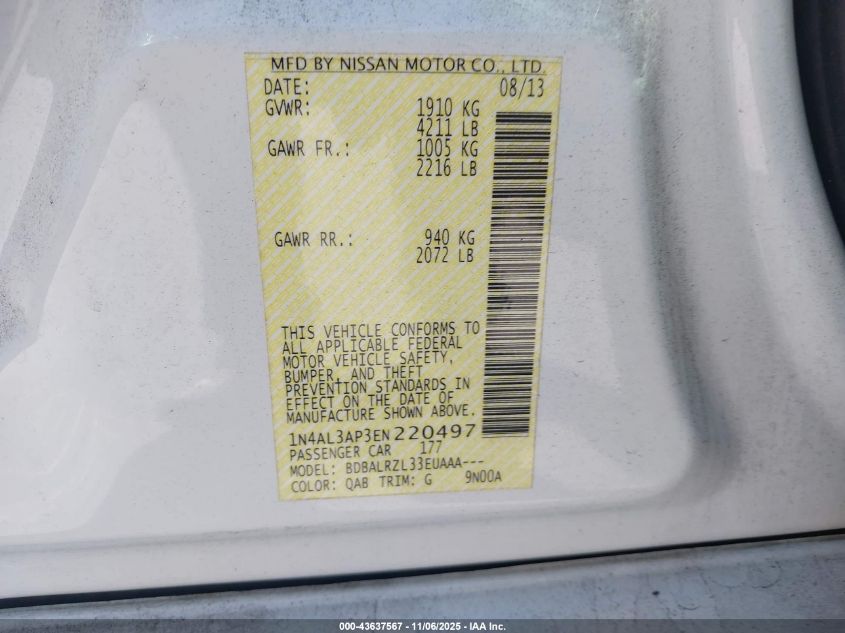 MFD BY NISSAN MOTOR CO., LTD.
DATE: 08/13
GVWR: 1910 KG
4211 LB
GAWR FR.: 1005 KG
2216 LB
GAWR RR.: 940 KG
2072 LB
THIS VEHICLE CONFORMS TO
ALL APPLICABLE FEDERAL
MOTOR VEHICLE SAFETY,
BUMPER, AND THEFT
PREVENTION STANDARDS IN
EFFECT ON THE DATE OF
MANUFACTURE SHOWN ABOVE.
1N4AL3AP3EN220497
PASSENGER CAR 177
MODEL: BDBALRZL33EUAAA---
COLOR: QAB TRIM: G 9N00A
000-43637567 - 11/06/2025 - IAA Inc.